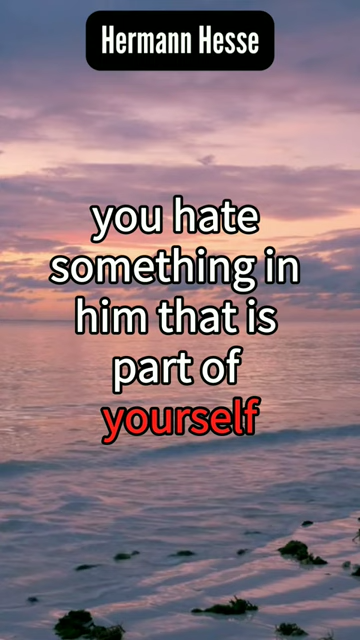 Hermann Hesse
you hate
something in
him that is
part of
yourself